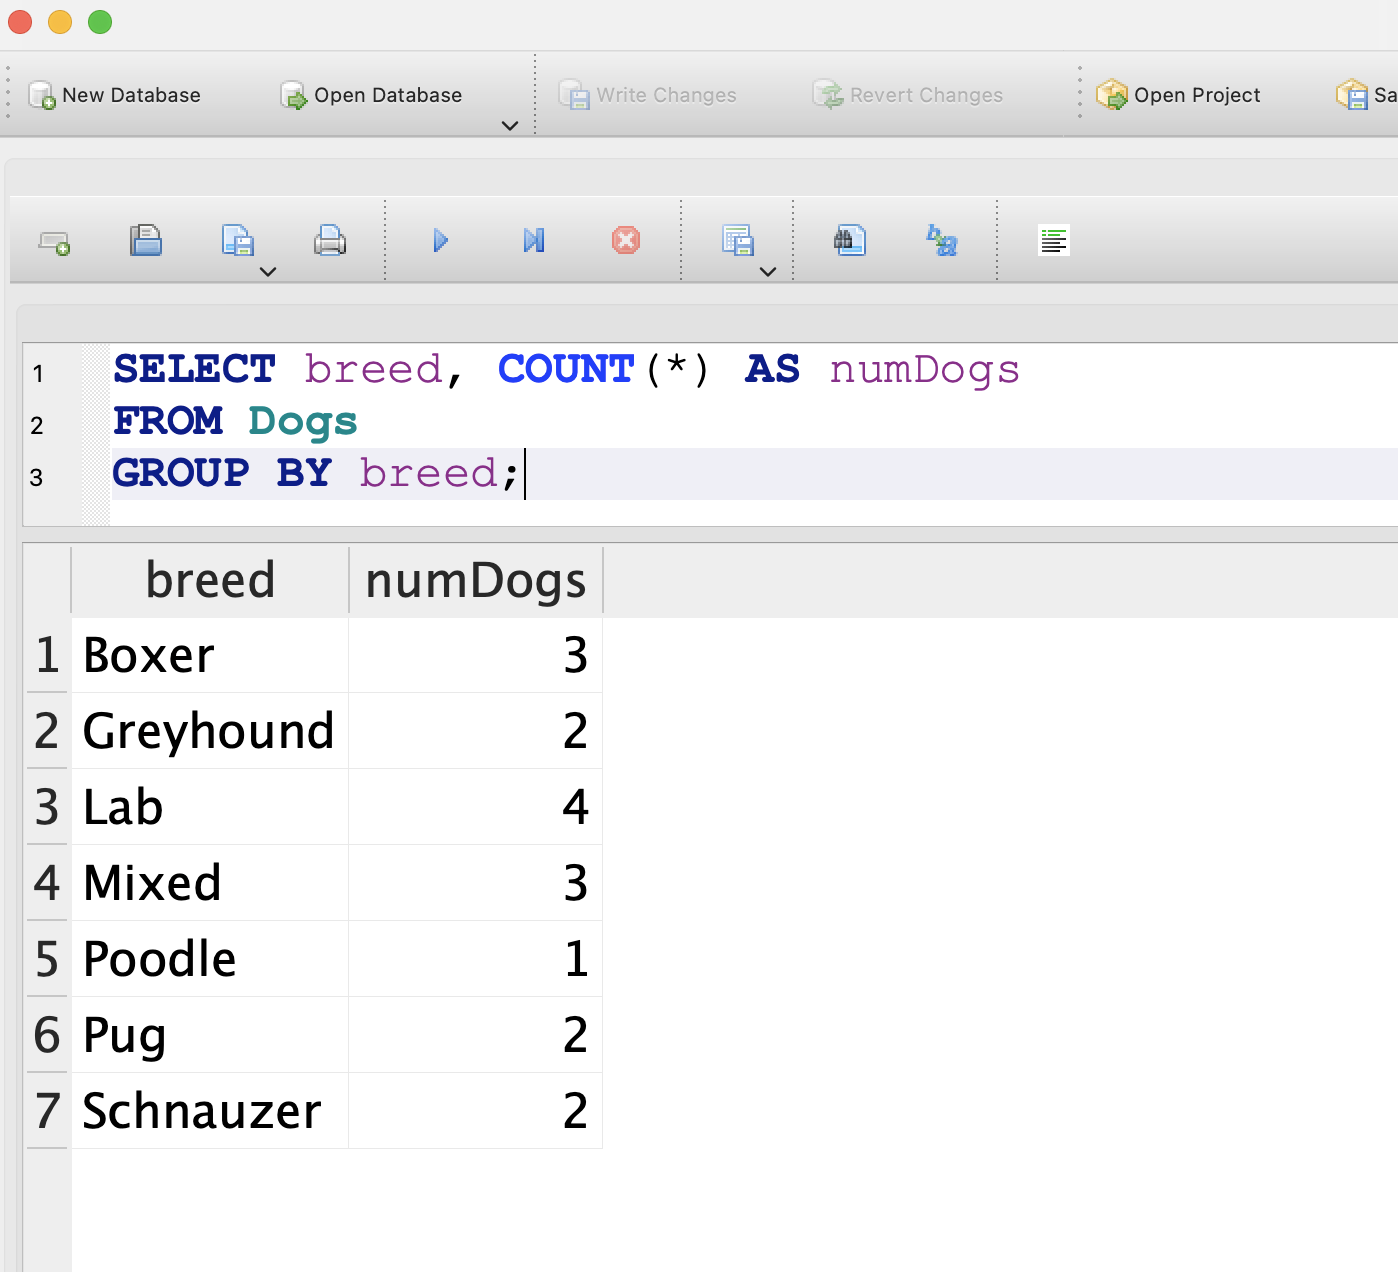 New Database Open Database Write Changes Revert Changes Open Project Sa
1 SELECT breed, COUNT(*) AS numDogs
2 FROM Dogs
3 GROUP BY breed;
breed numDogs
1 Boxer 3
2 Greyhound 2
3 Lab 4
4 Mixed 3
5 Poodle 1
6 Pug 2
7 Schnauzer 2